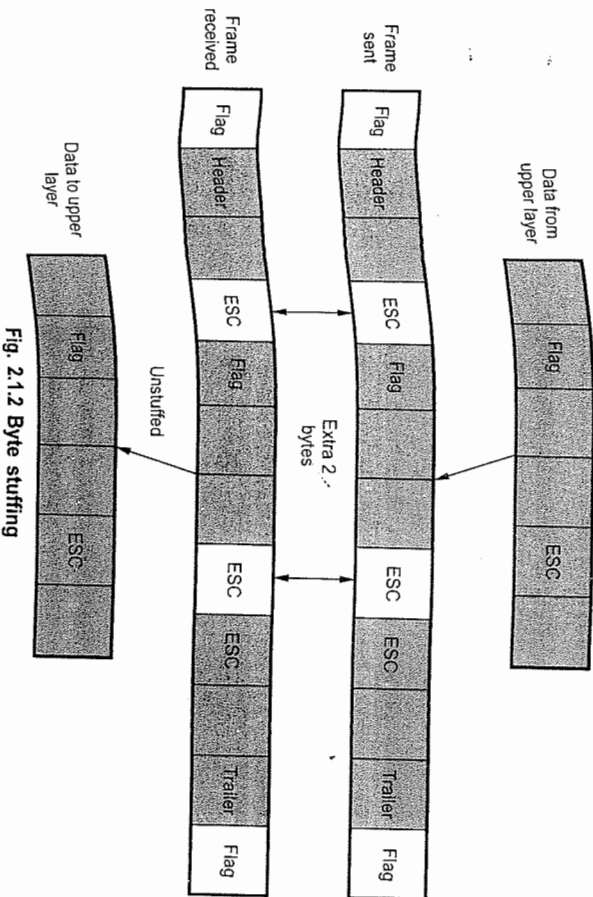 Data from
upper layer
Flag
ESC
Frame
sent
Flag
Header
ESC
Flag
ESC
ESC
Trailer
Flag
Extra 2
bytes
Frame
received
Flag
Header
ESC
Flag
ESC
ESC
Trailer
Flag
Unstuffed
Data to upper
layer
Flag
ESC
Fig. 2.1.2 Byte stuffing